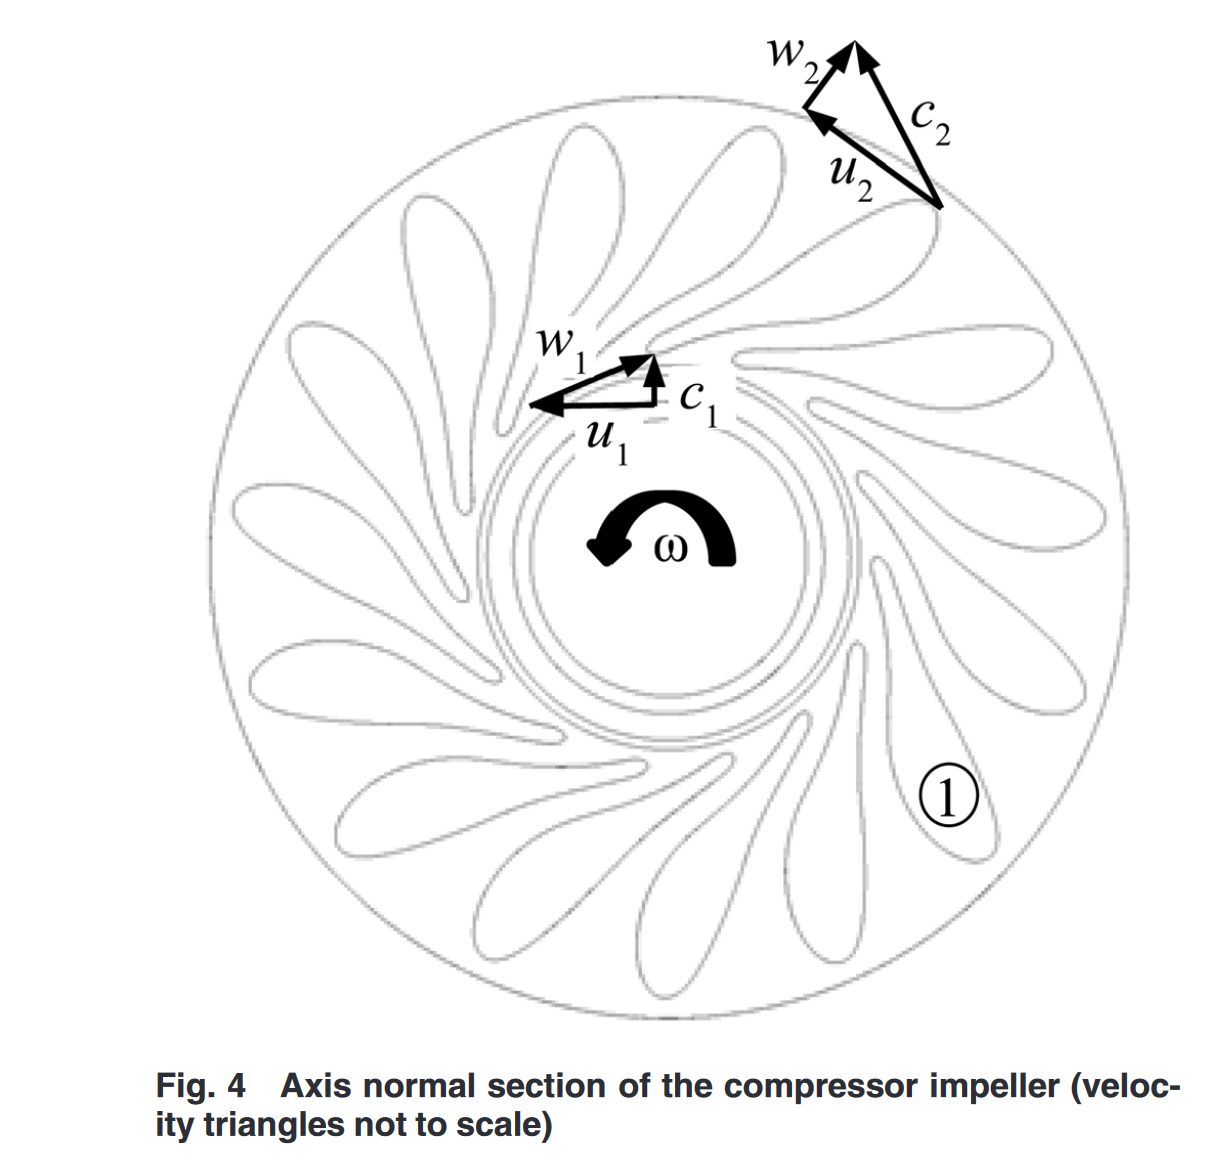 w2
c2
u2
w1
c1
u1
ω
1
Fig. 4 Axis normal section of the compressor impeller (veloc-
ity triangles not to scale)